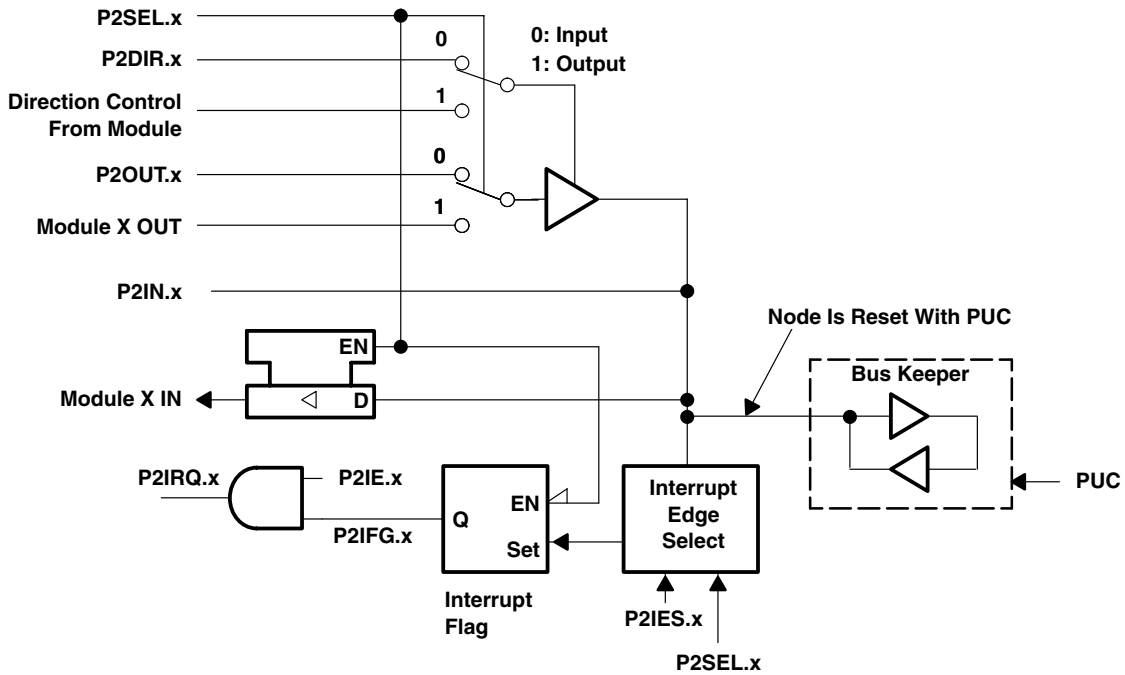 P2SEL.x
0
0: Input
1: Output
P2DIR.x
Direction Control
From Module
1
P2OUT.x
0
Module X OUT
1
P2IN.x
Node Is Reset With PUC
EN
Bus Keeper
Module X IN
D
P2IRQ.x
P2IE.x
P2IFG.x
Q
EN
Set
Interrupt
Edge
Select
PUC
Interrupt
Flag
P2IES.x
P2SEL.x